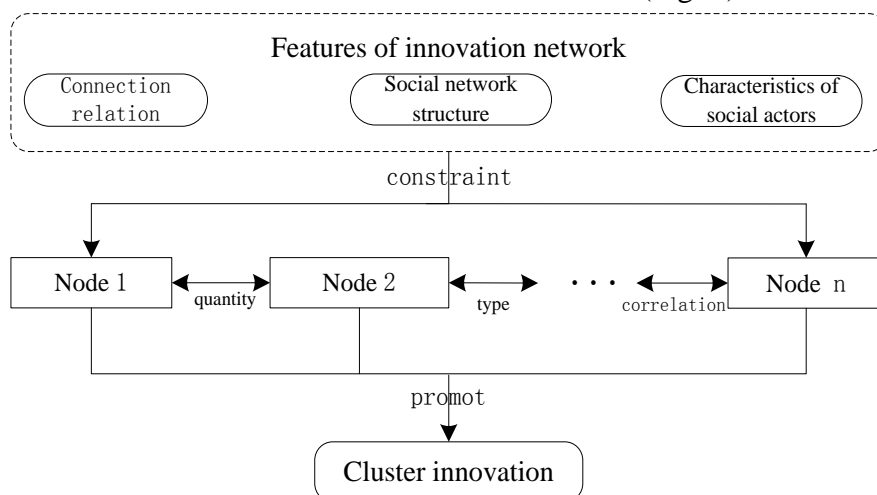 Features of innovation network
Connection
relation
Social network
structure
Characteristics of
social actors
constraint
Node 1
Node 2
· · ·
Node n
quantity
type
correlation
promot
Cluster innovation